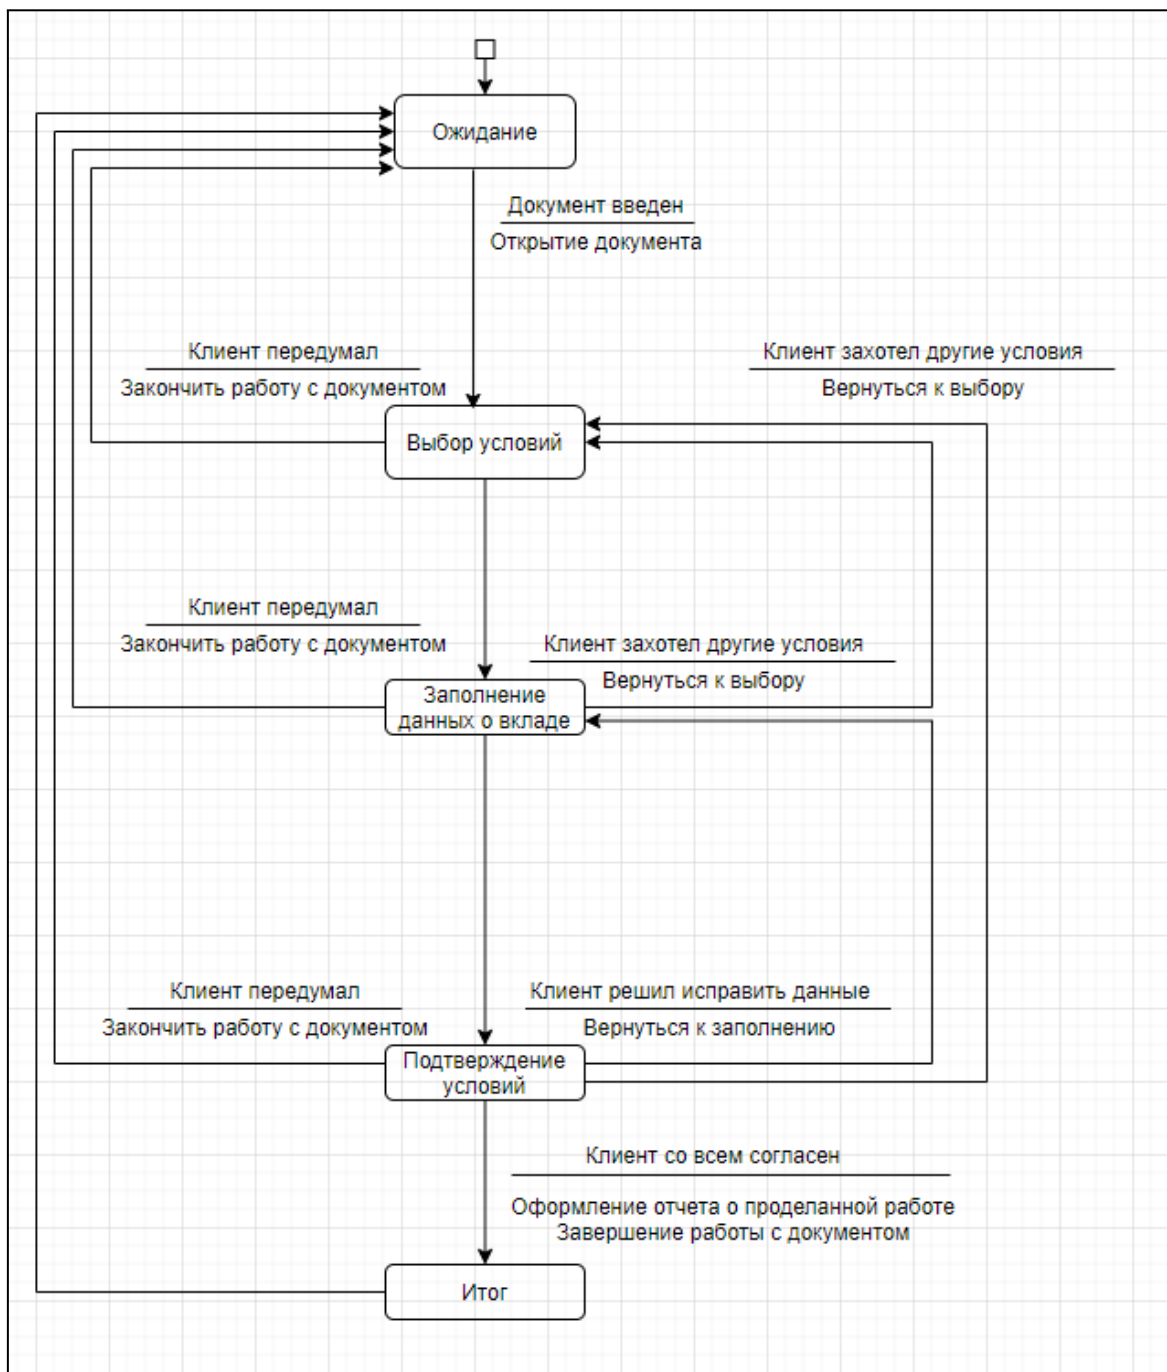 Ожидание
Документ введен
Открытие документа
Клиент передумал
Закончить работу с документом
Клиент захотел другие условия
Вернуться к выбору
Выбор условий
Клиент передумал
Закончить работу с документом
Клиент захотел другие условия
Вернуться к выбору
Заполнение
данных о вкладе
Клиент передумал
Закончить работу с документом
Клиент решил исправить данные
Вернуться к заполнению
Подтверждение
условий
Клиент со всем согласен
Оформление отчета о проделанной работе
Завершение работы с документом
Итог